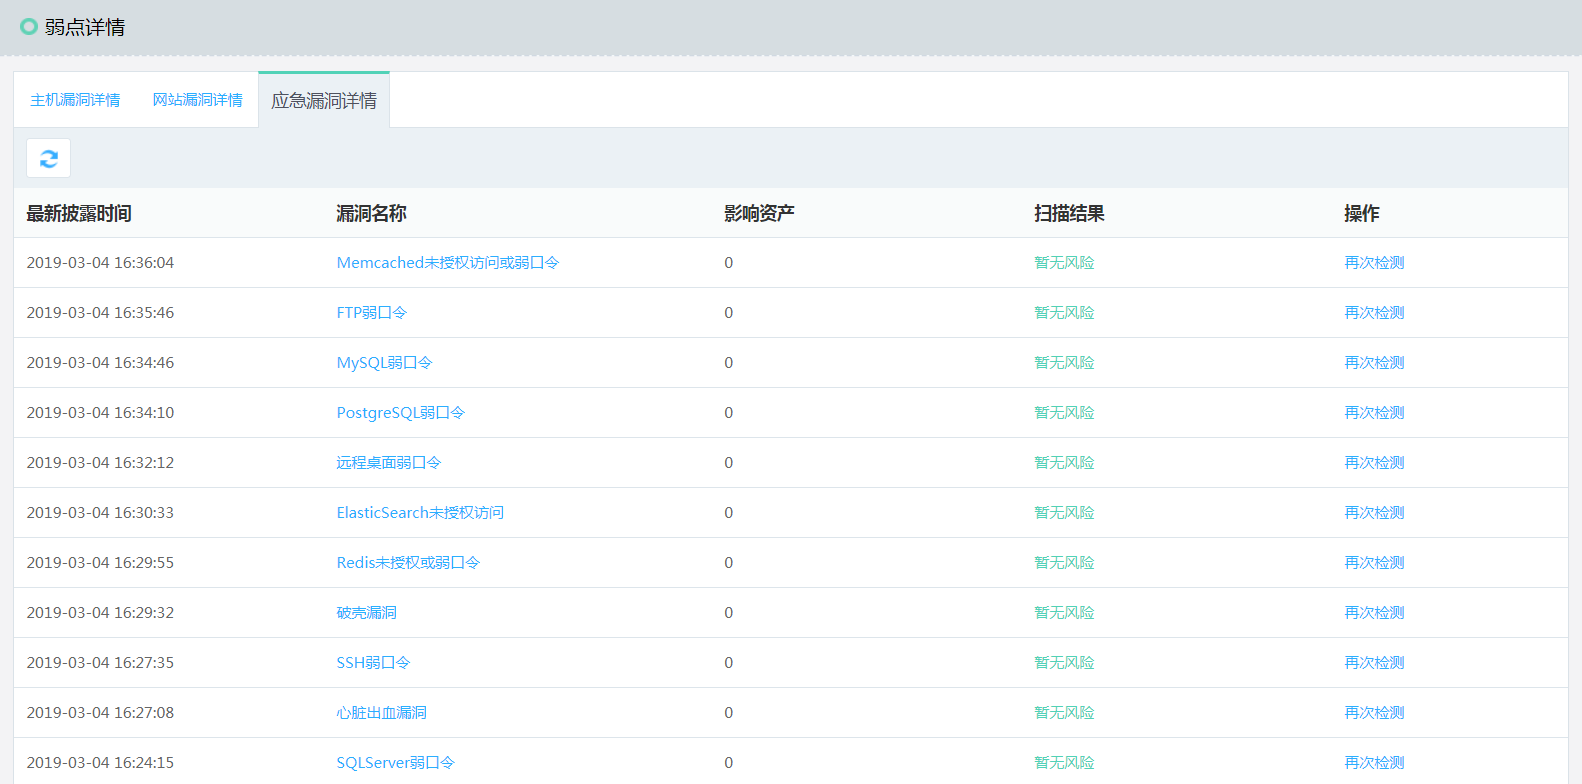 弱点详情
主机漏洞详情 网站漏洞详情 应急漏洞详情
最新披露时间 漏洞名称 影响资产 扫描结果 操作
2019-03-04 16:36:04 Memcached未授权访问或弱口令 0 暂无风险 再次检测
2019-03-04 16:35:46 FTP弱口令 0 暂无风险 再次检测
2019-03-04 16:34:46 MySQL弱口令 0 暂无风险 再次检测
2019-03-04 16:34:10 PostgreSQL弱口令 0 暂无风险 再次检测
2019-03-04 16:32:12 远程桌面弱口令 0 暂无风险 再次检测
2019-03-04 16:30:33 ElasticSearch未授权访问 0 暂无风险 再次检测
2019-03-04 16:29:55 Redis未授权或弱口令 0 暂无风险 再次检测
2019-03-04 16:29:32 破壳漏洞 0 暂无风险 再次检测
2019-03-04 16:27:35 SSH弱口令 0 暂无风险 再次检测
2019-03-04 16:27:08 心脏出血漏洞 0 暂无风险 再次检测
2019-03-04 16:24:15 SQLServer弱口令 0 暂无风险 再次检测